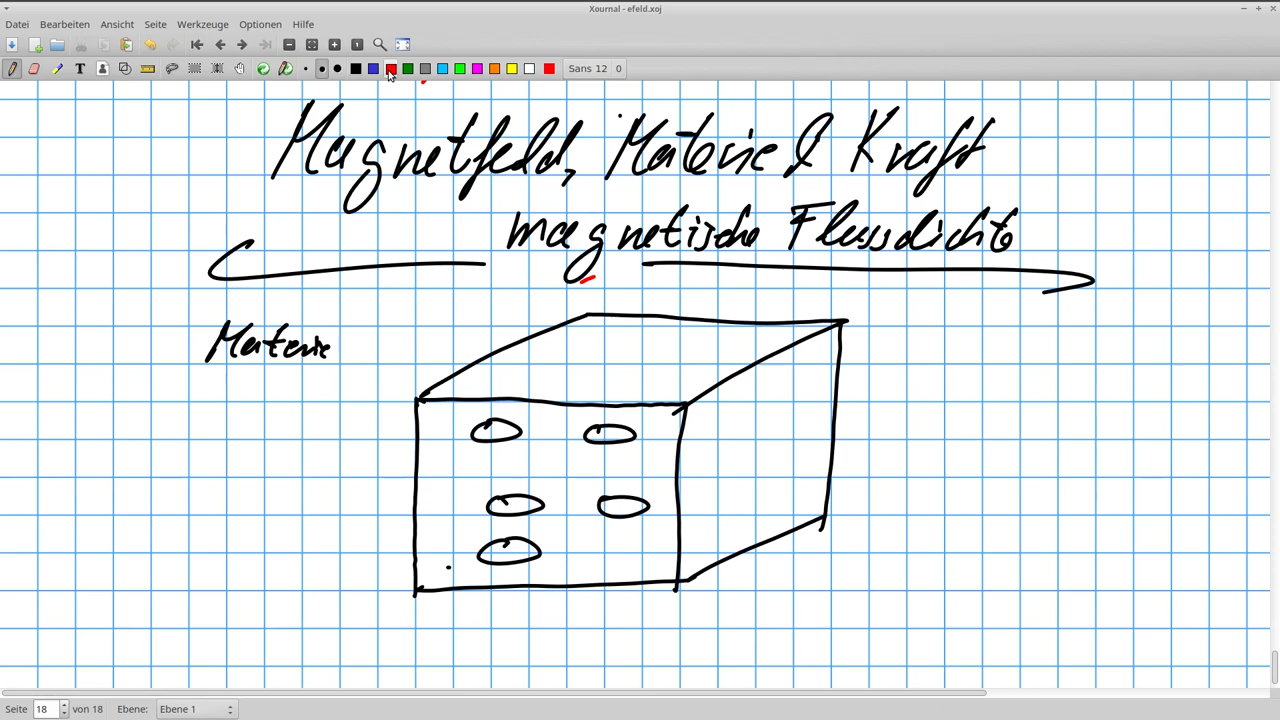 Xournal - efeld.xoj
Datei Bearbeiten Ansicht Seite Werkzeuge Optionen Hilfe
Sans 12 0
Magnetfeld, Materie & Kraft
magnetische Flussdichte
Materie
Seite 18 von 18 Ebene: Ebene 1